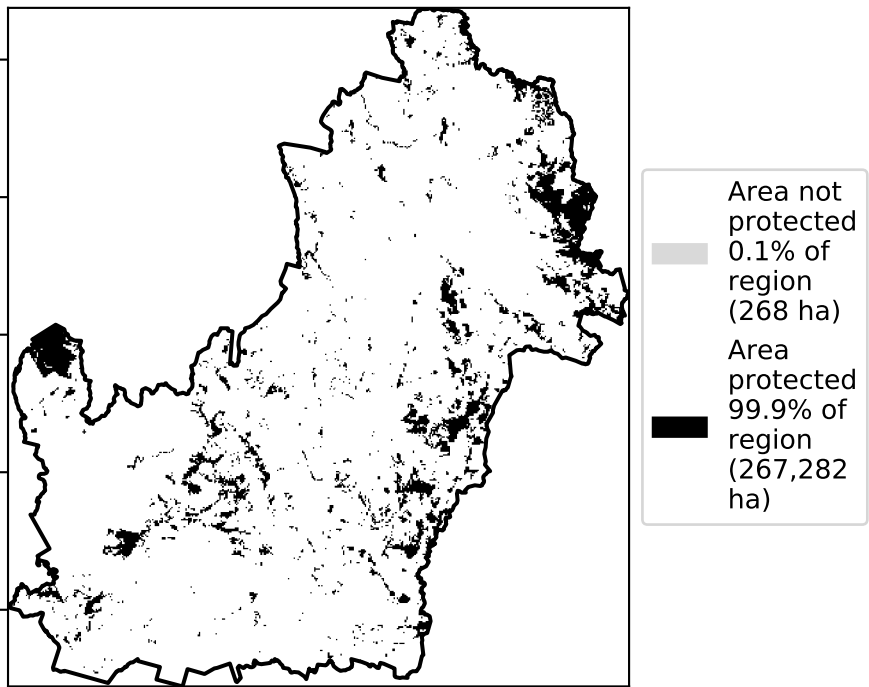 Area not
protected
0.1% of
region
(268 ha)
Area
protected
99.9% of
region
(267,282
ha)